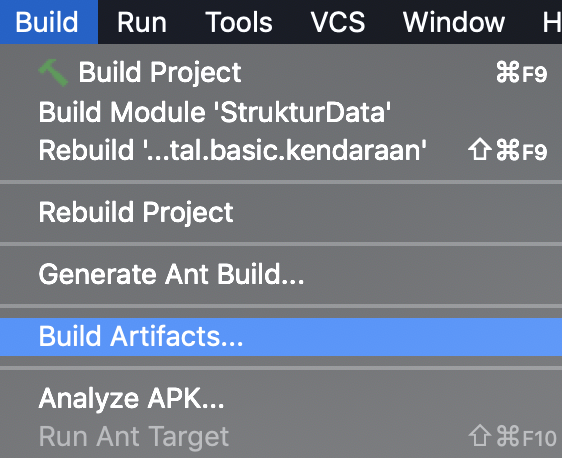 Build Run Tools VCS Window H
Build Project ⌘F9
Build Module 'StrukturData'
Rebuild '...tal.basic.kendaraan' ⇧⌘F9
Rebuild Project
Generate Ant Build...
Build Artifacts...
Analyze APK...
Run Ant Target ⇧⌘F10